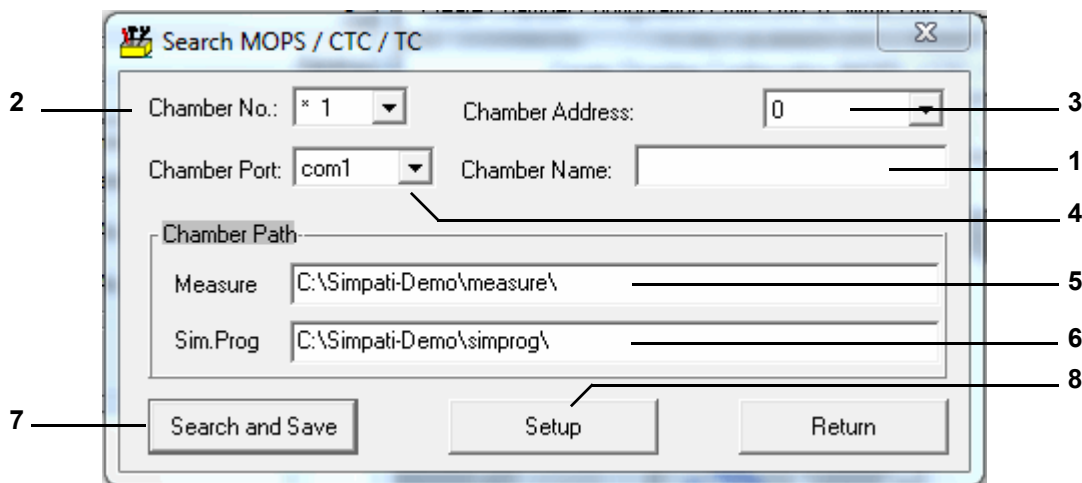 Search MOPS / CTC / TC
2 Chamber No.: * 1 Chamber Address: 0 3
Chamber Port: com1 Chamber Name: 1
4
Chamber Path
Measure C:\Simpati-Demo\measure\ 5
Sim.Prog C:\Simpati-Demo\simprog\ 6
8
7 Search and Save Setup Return